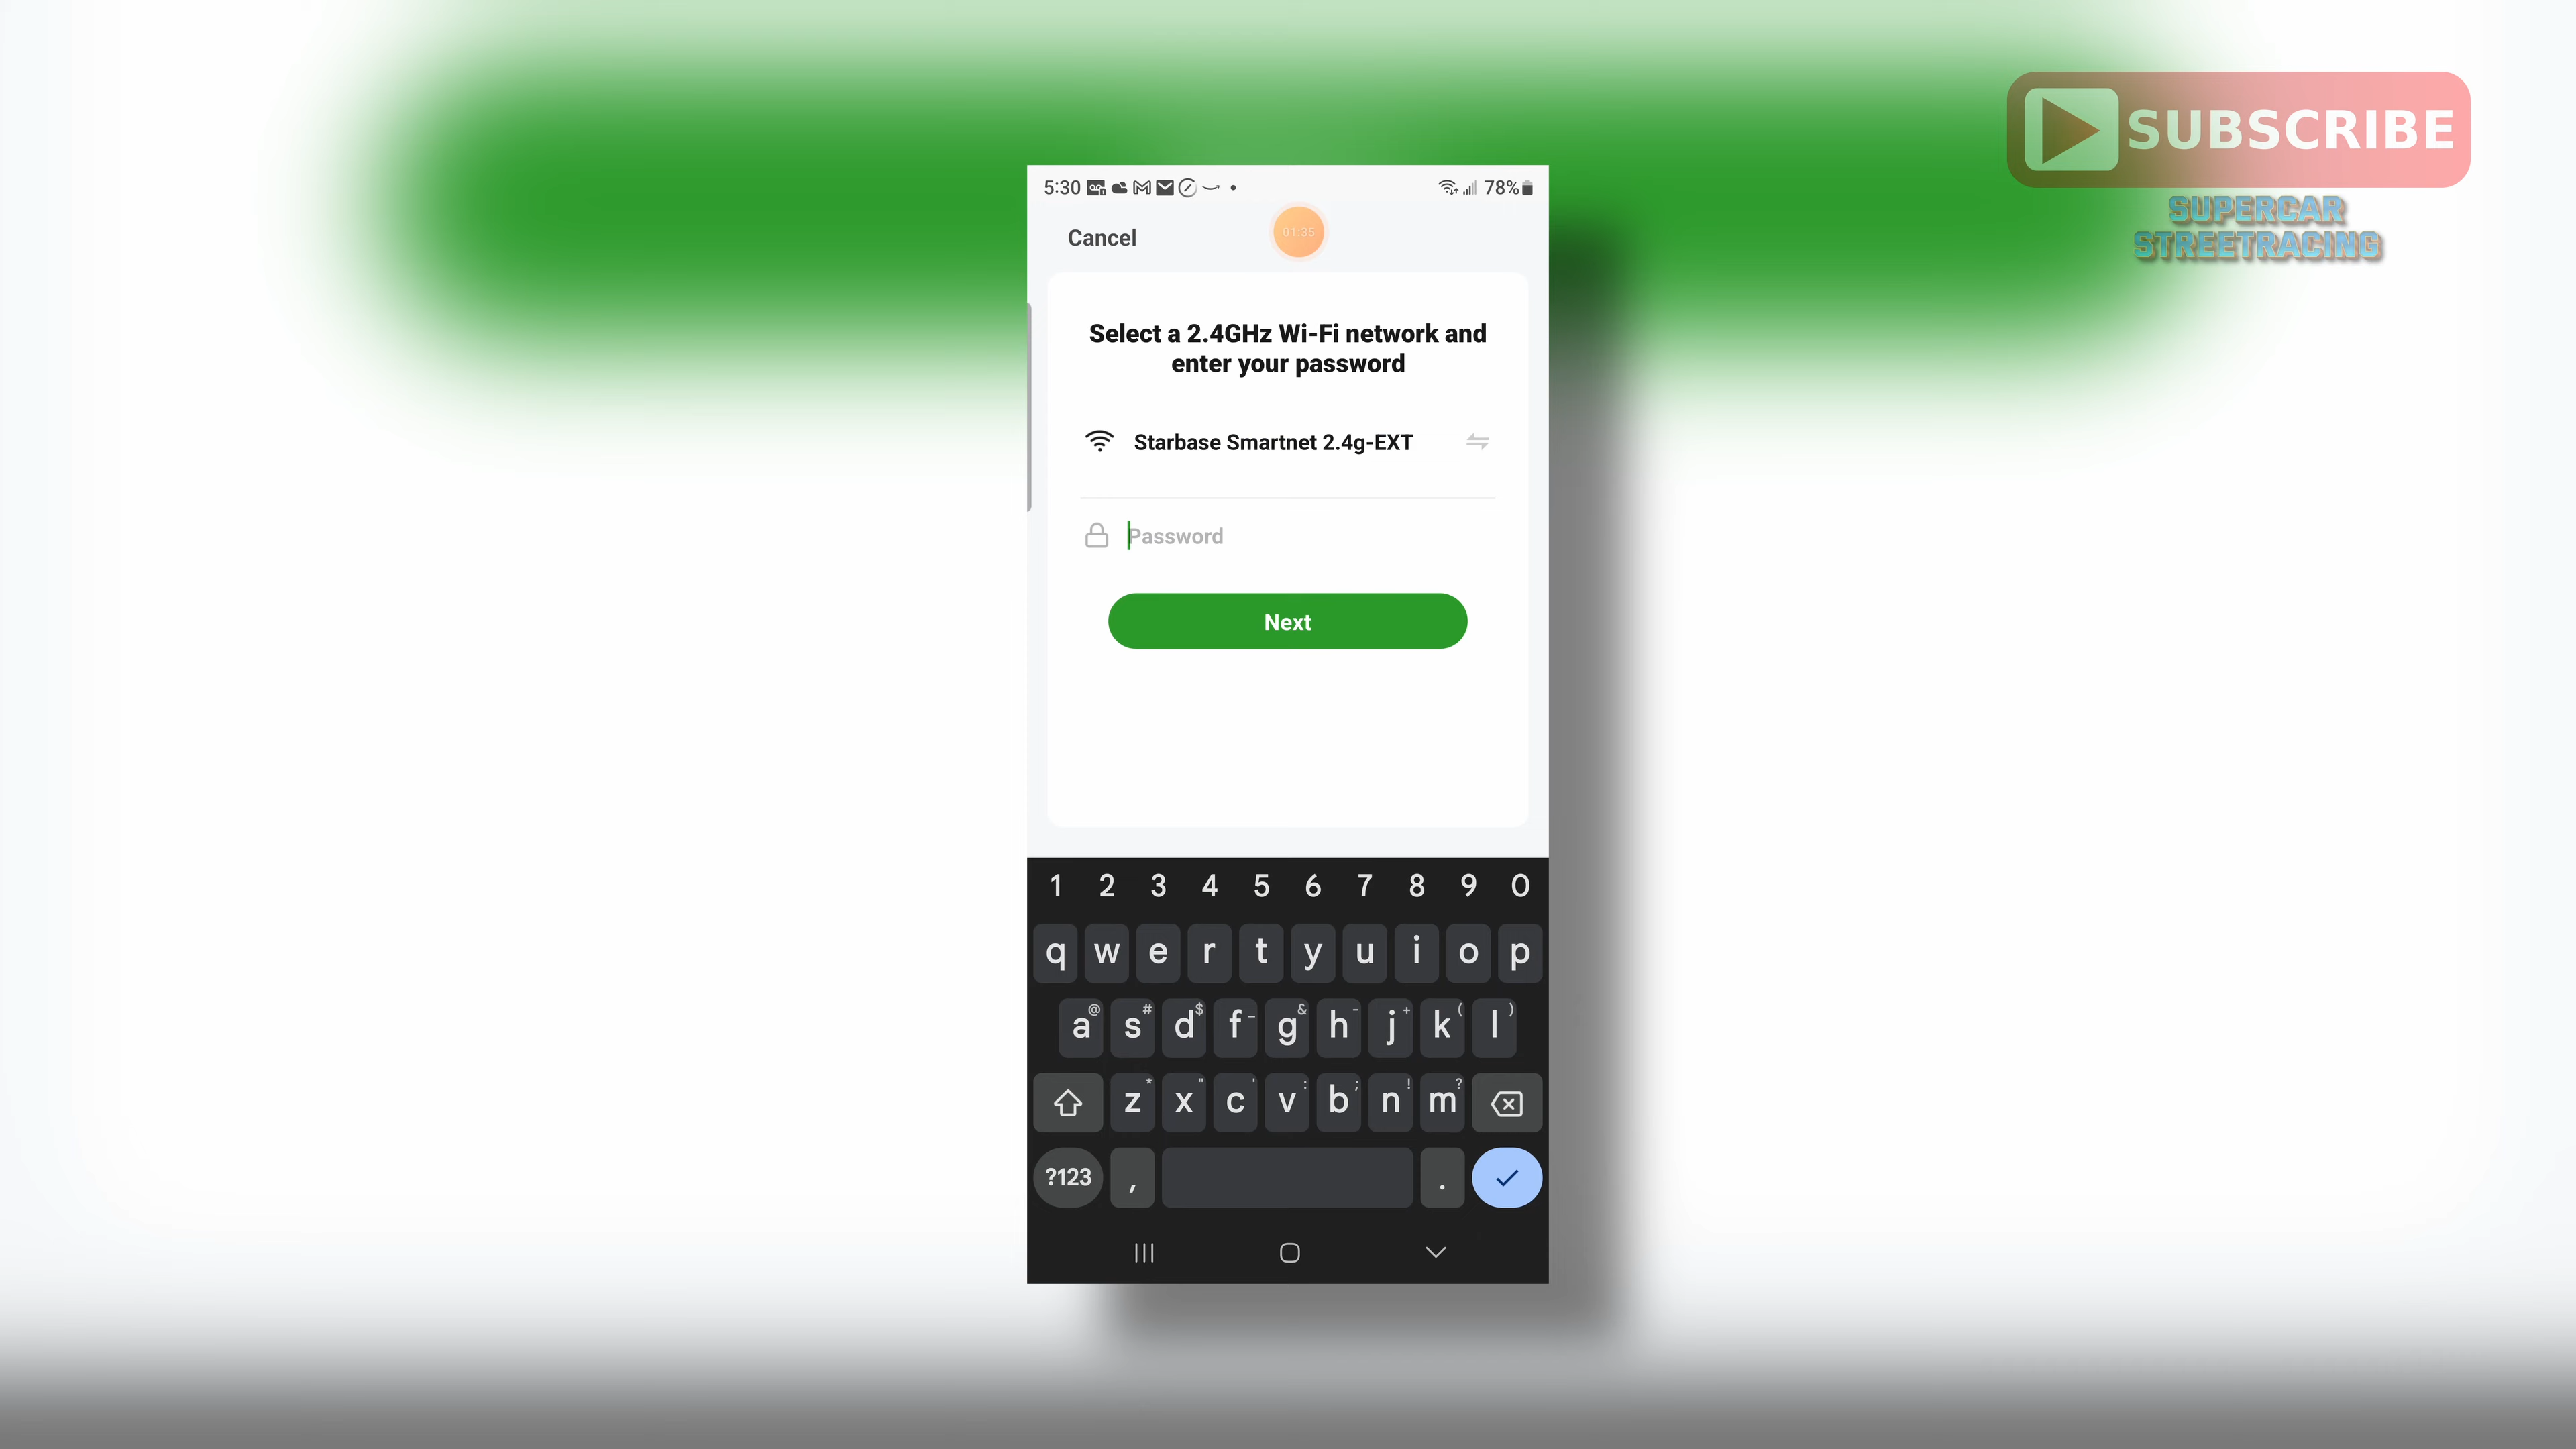 SUBSCRIBE
SUPERCAR
STREETRACING
5:30
78%
Cancel
01:35
Select a 2.4GHz Wi-Fi network and
enter your password
Starbase Smartnet 2.4g-EXT
Password
Next
1 2 3 4 5 6 7 8 9 0
q w e r t y u i o p
@ # $ _ & - + ( )
a s d f g h j k l
* " ' : ; ! ?
z x c v b n m
?123 , .